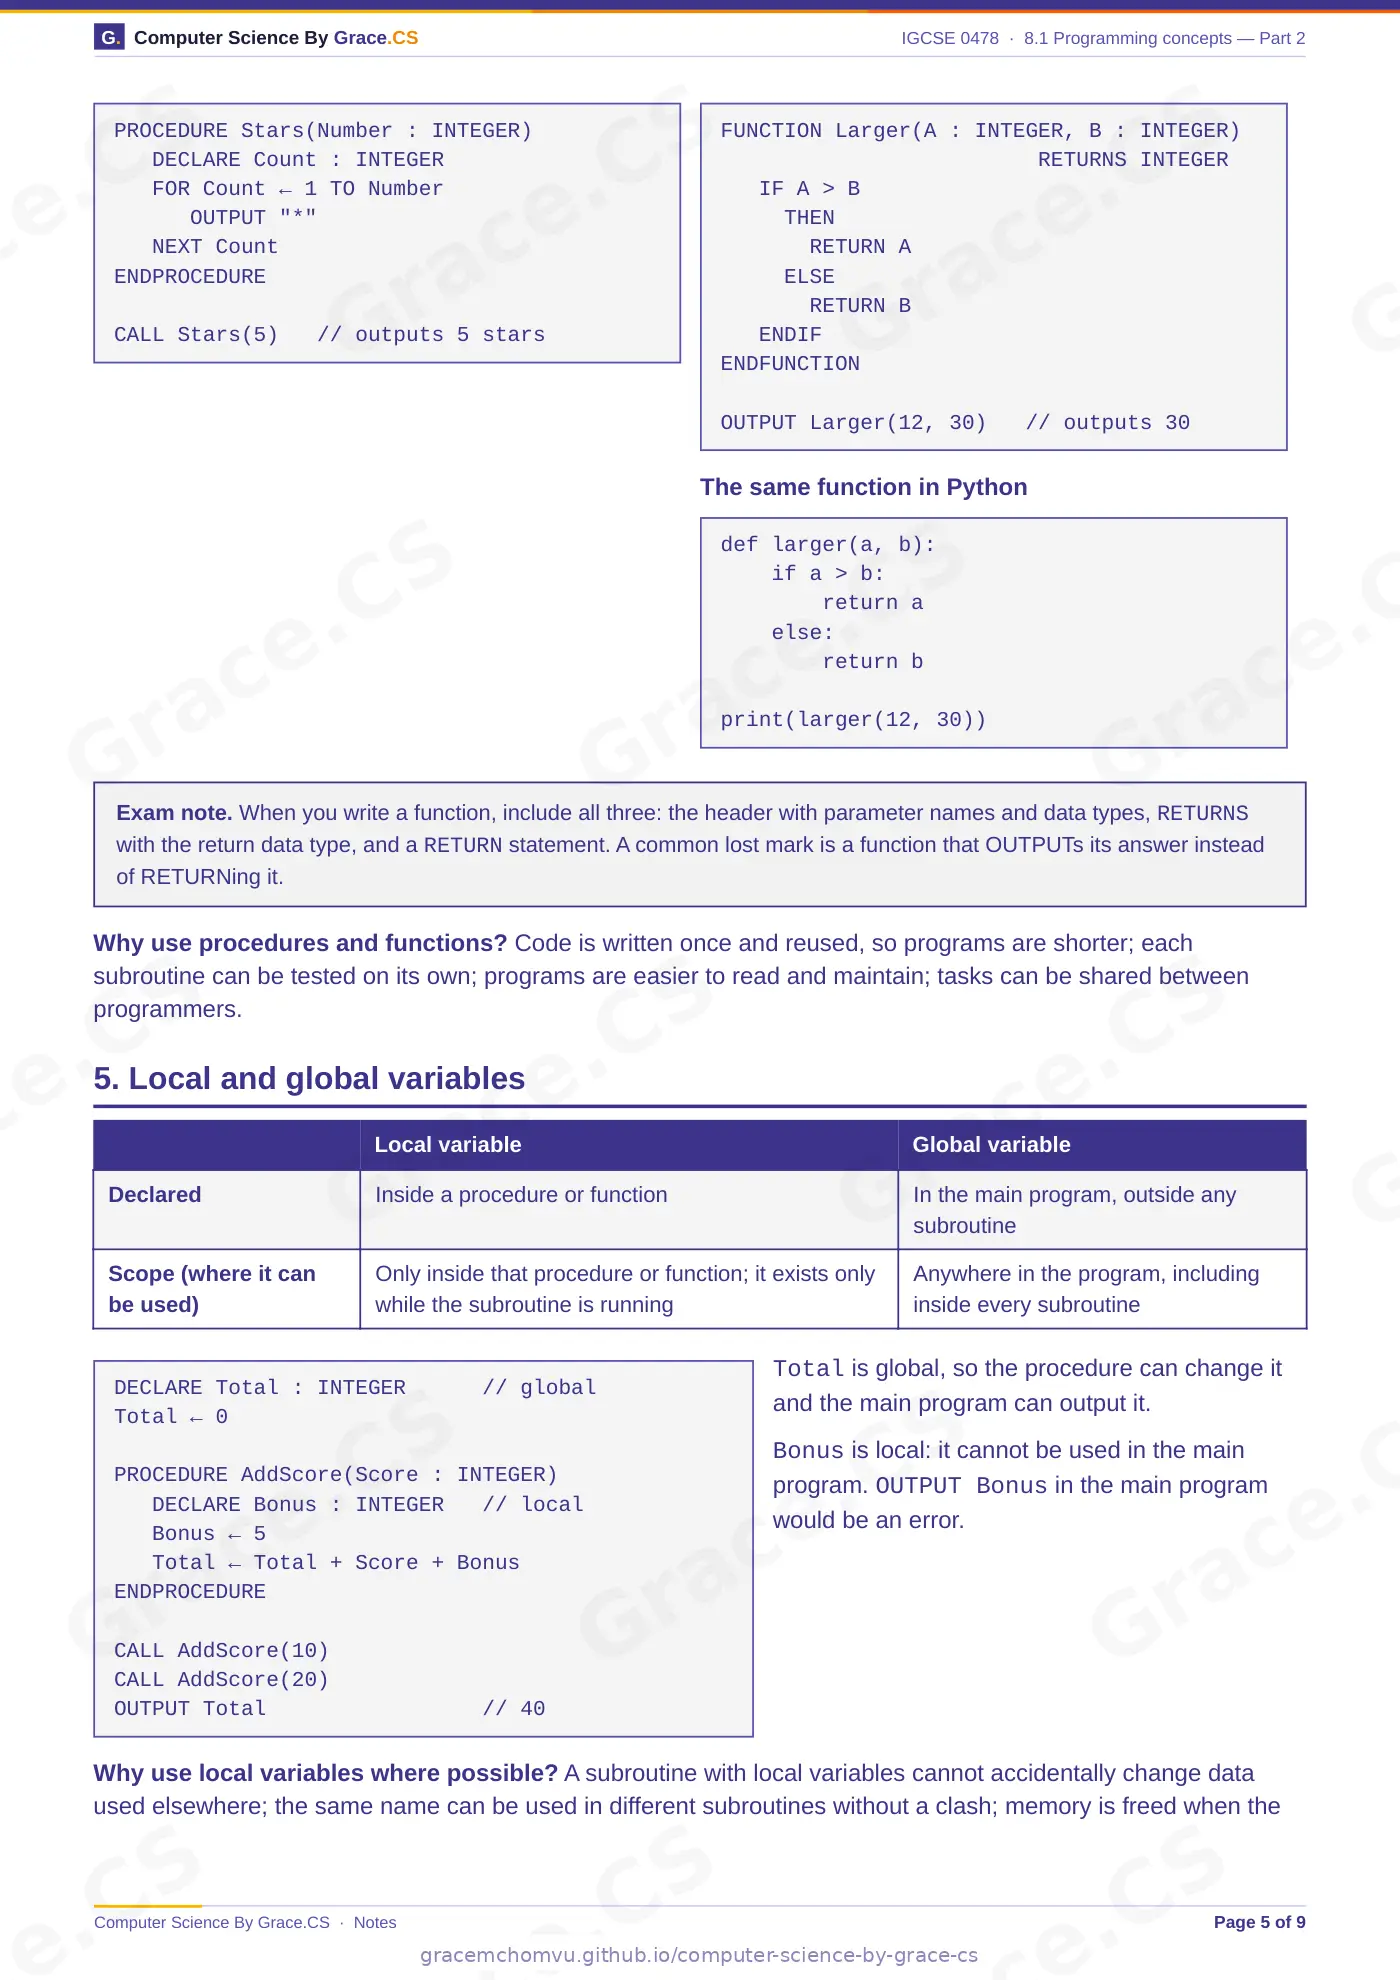 G. Computer Science By Grace.CS
IGCSE 0478 · 8.1 Programming concepts — Part 2
PROCEDURE Stars(Number : INTEGER)
   DECLARE Count : INTEGER
   FOR Count ← 1 TO Number
      OUTPUT "*"
   NEXT Count
ENDPROCEDURE
CALL Stars(5)   // outputs 5 stars
FUNCTION Larger(A : INTEGER, B : INTEGER)
                         RETURNS INTEGER
   IF A > B
     THEN
       RETURN A
     ELSE
       RETURN B
   ENDIF
ENDFUNCTION
OUTPUT Larger(12, 30)   // outputs 30
The same function in Python
def larger(a, b):
    if a > b:
        return a
    else:
        return b
print(larger(12, 30))
Exam note. When you write a function, include all three: the header with parameter names and data types, RETURNS
with the return data type, and a RETURN statement. A common lost mark is a function that OUTPUTs its answer instead
of RETURNing it.
Why use procedures and functions? Code is written once and reused, so programs are shorter; each
subroutine can be tested on its own; programs are easier to read and maintain; tasks can be shared between
programmers.
5. Local and global variables
Local variable
Global variable
Declared
Inside a procedure or function
In the main program, outside any
subroutine
Scope (where it can
be used)
Only inside that procedure or function; it exists only
while the subroutine is running
Anywhere in the program, including
inside every subroutine
DECLARE Total : INTEGER      // global
Total ← 0
PROCEDURE AddScore(Score : INTEGER)
   DECLARE Bonus : INTEGER   // local
   Bonus ← 5
   Total ← Total + Score + Bonus
ENDPROCEDURE
CALL AddScore(10)
CALL AddScore(20)
OUTPUT Total                 // 40
Total is global, so the procedure can change it
and the main program can output it.
Bonus is local: it cannot be used in the main
program. OUTPUT Bonus in the main program
would be an error.
Why use local variables where possible? A subroutine with local variables cannot accidentally change data
used elsewhere; the same name can be used in different subroutines without a clash; memory is freed when the
Computer Science By Grace.CS · Notes
Page 5 of 9
gracemchomvu.github.io/computer-science-by-grace-cs